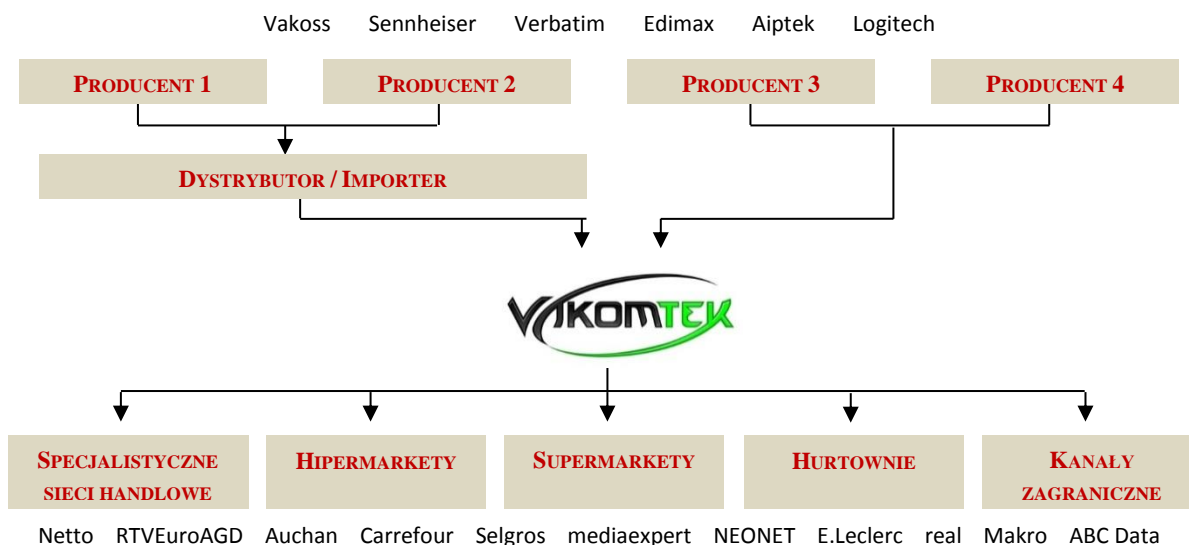 Vakoss Sennheiser Verbatim Edimax Aiptek Logitech
PRODUCENT 1 PRODUCENT 2 PRODUCENT 3 PRODUCENT 4
DYSTRYBUTOR / IMPORTER
VAKOMTEK
SPECJALISTYCZNE SIECI HANDLOWE
HIPERMARKETY
SUPERMARKETY
HURTOWNIE
KANAŁY ZAGRANICZNE
Netto RTVEuroAGD Auchan Carrefour Selgros mediaexpert NEONET E.Leclerc real Makro ABC Data